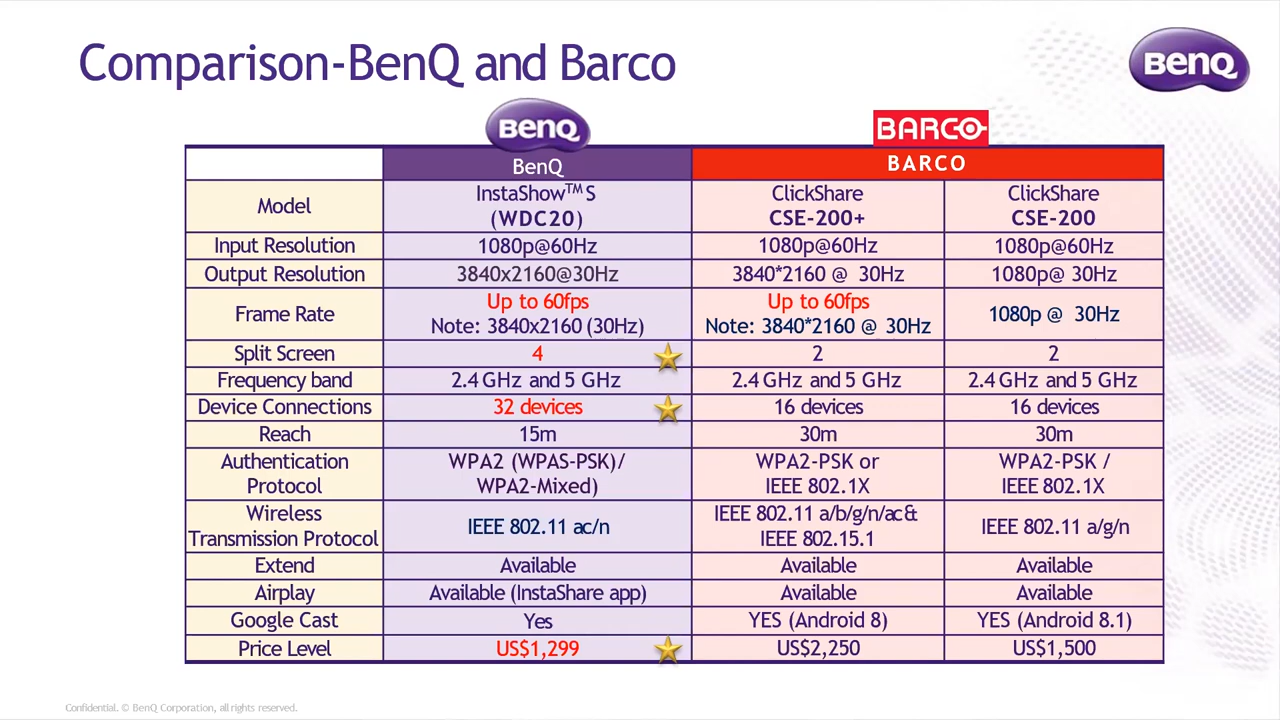 Comparison-BenQ and Barco
BenQ
BenQ
BARCO
BenQ
BARCO
Model
InstaShow™ S
(WDC20)
ClickShare
CSE-200+
ClickShare
CSE-200
Input Resolution
1080p@60Hz
1080p@60Hz
1080p@60Hz
Output Resolution
3840x2160@30Hz
3840*2160 @ 30Hz
1080p@ 30Hz
Frame Rate
Up to 60fps
Note: 3840x2160 (30Hz)
Up to 60fps
Note: 3840*2160 @ 30Hz
1080p @ 30Hz
Split Screen
4
2
2
Frequency band
2.4 GHz and 5 GHz
2.4 GHz and 5 GHz
2.4 GHz and 5 GHz
Device Connections
32 devices
16 devices
16 devices
Reach
15m
30m
30m
Authentication
Protocol
WPA2 (WPAS-PSK)/
WPA2-Mixed)
WPA2-PSK or
IEEE 802.1X
WPA2-PSK /
IEEE 802.1X
Wireless
Transmission Protocol
IEEE 802.11 ac/n
IEEE 802.11 a/b/g/n/ac&
IEEE 802.15.1
IEEE 802.11 a/g/n
Extend
Available
Available
Available
Airplay
Available (InstaShare app)
Available
Available
Google Cast
Yes
YES (Android 8)
YES (Android 8.1)
Price Level
US$1,299
US$2,250
US$1,500
Confidential. © BenQ Corporation, all rights reserved.